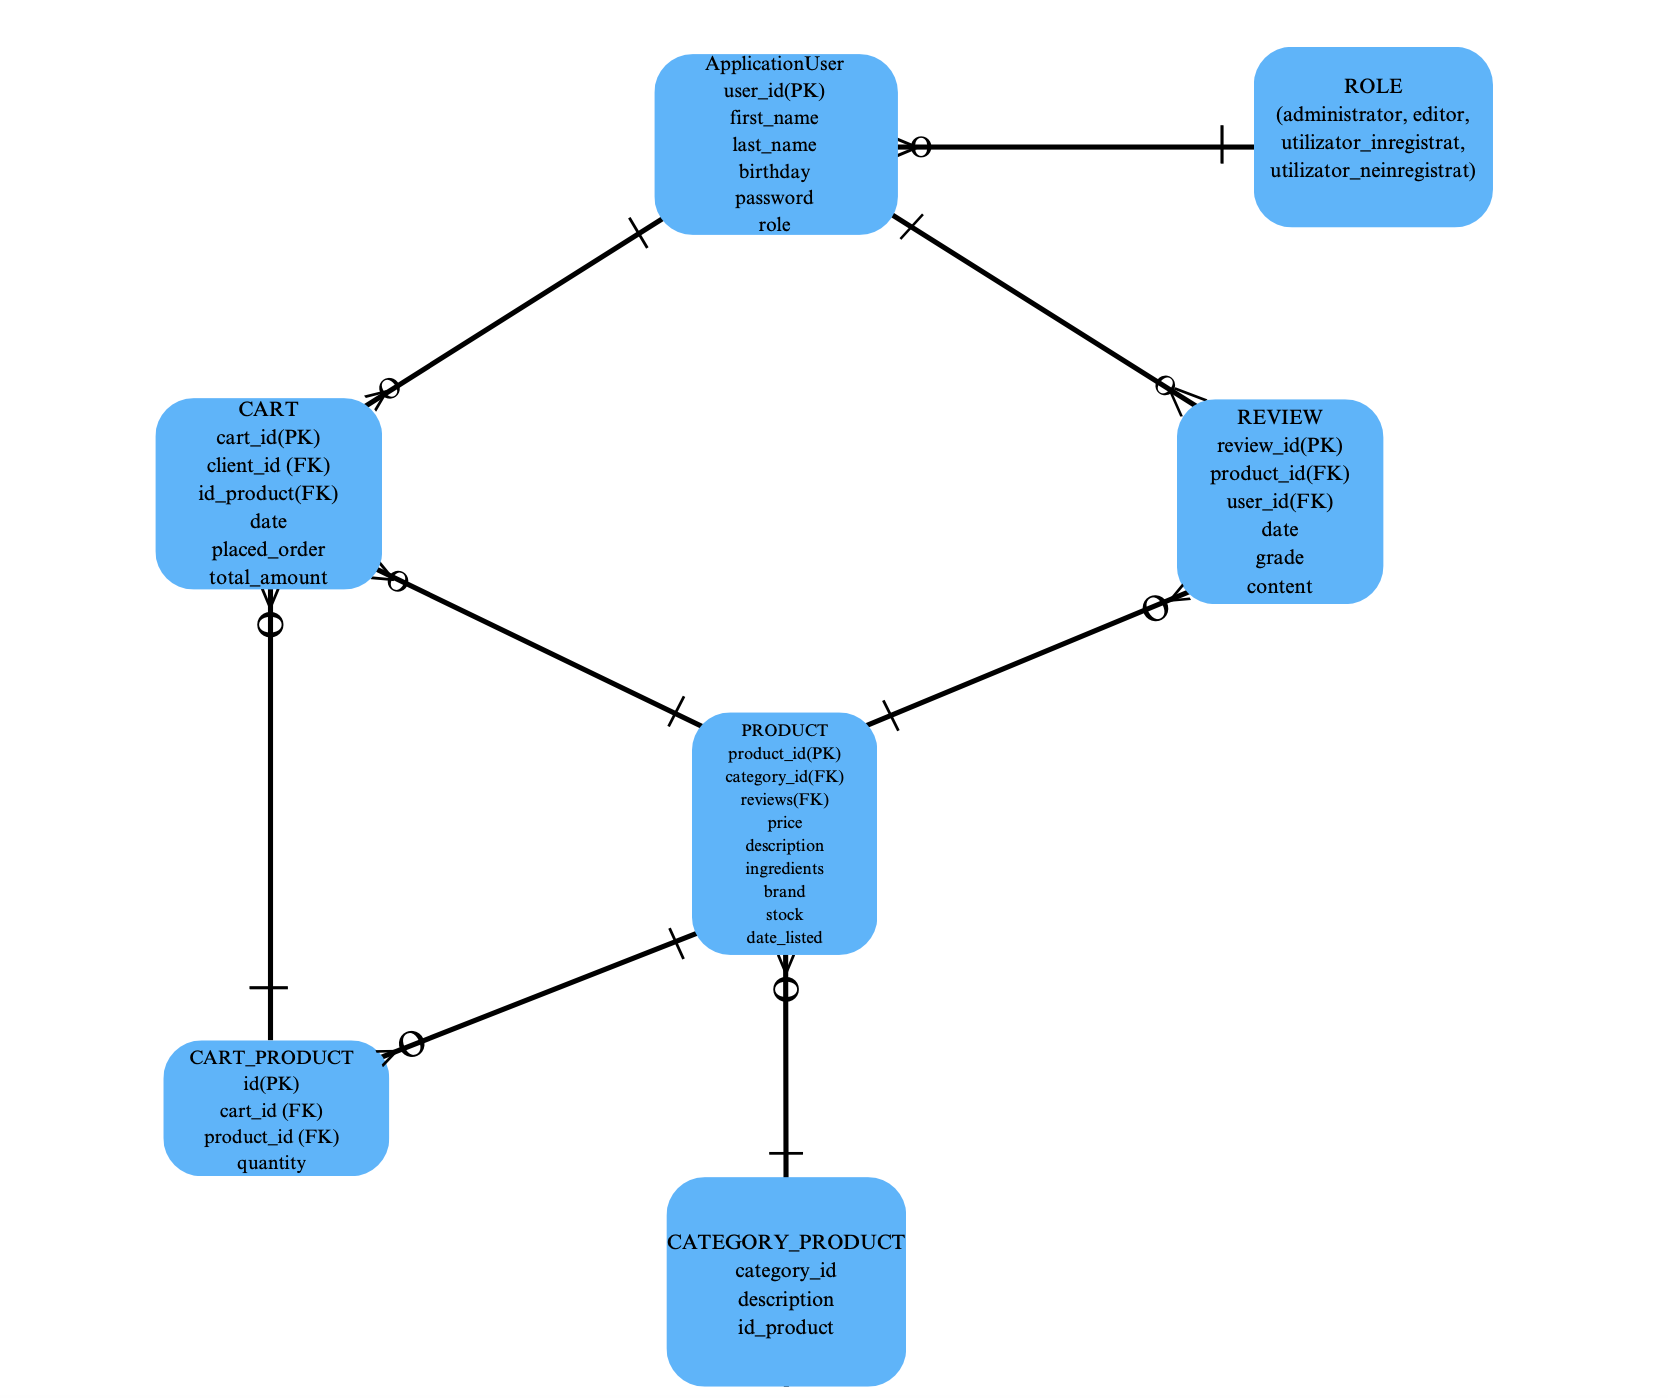 ApplicationUser
user_id(PK)
first_name
last_name
birthday
password
role
ROLE
(administrator, editor,
utilizator_inregistrat,
utilizator_neinregistrat)
CART
cart_id(PK)
client_id (FK)
id_product(FK)
date
placed_order
total_amount
REVIEW
review_id(PK)
product_id(FK)
user_id(FK)
date
grade
content
PRODUCT
product_id(PK)
category_id(FK)
reviews(FK)
price
description
ingredients
brand
stock
date_listed
CART_PRODUCT
id(PK)
cart_id (FK)
product_id (FK)
quantity
CATEGORY_PRODUCT
category_id
description
id_product